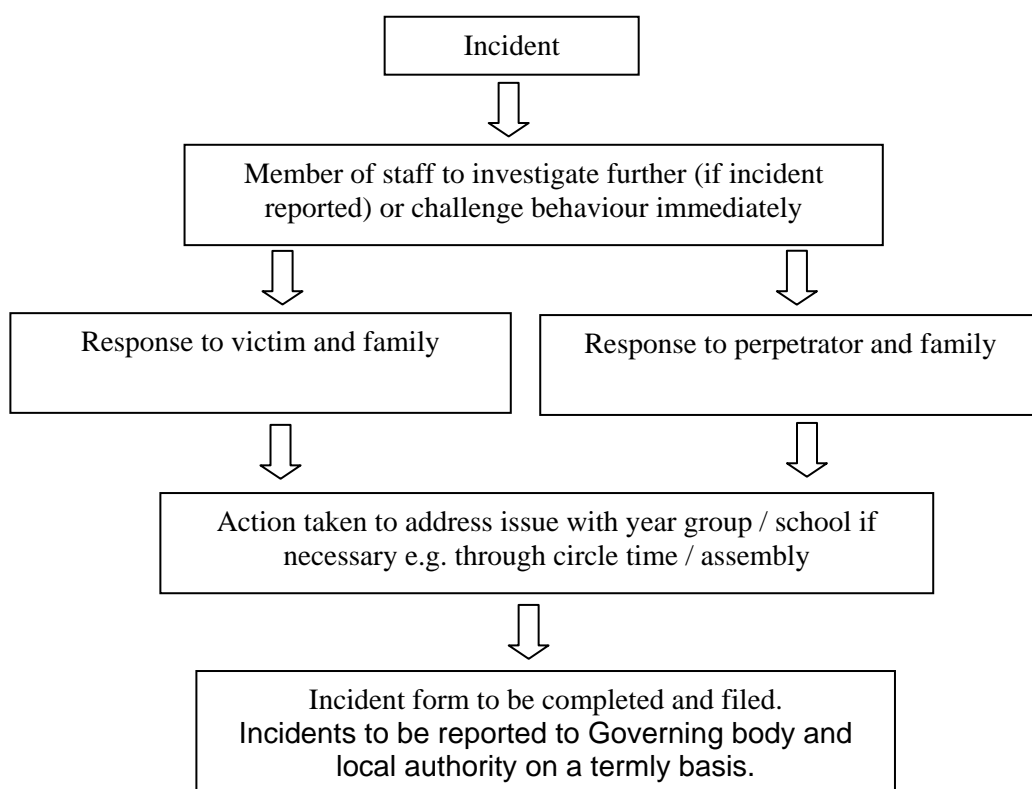 Incident
Member of staff to investigate further (if incident
reported) or challenge behaviour immediately
Response to victim and family
Response to perpetrator and family
Action taken to address issue with year group / school if
necessary e.g. through circle time / assembly
Incident form to be completed and filed.
Incidents to be reported to Governing body and
local authority on a termly basis.